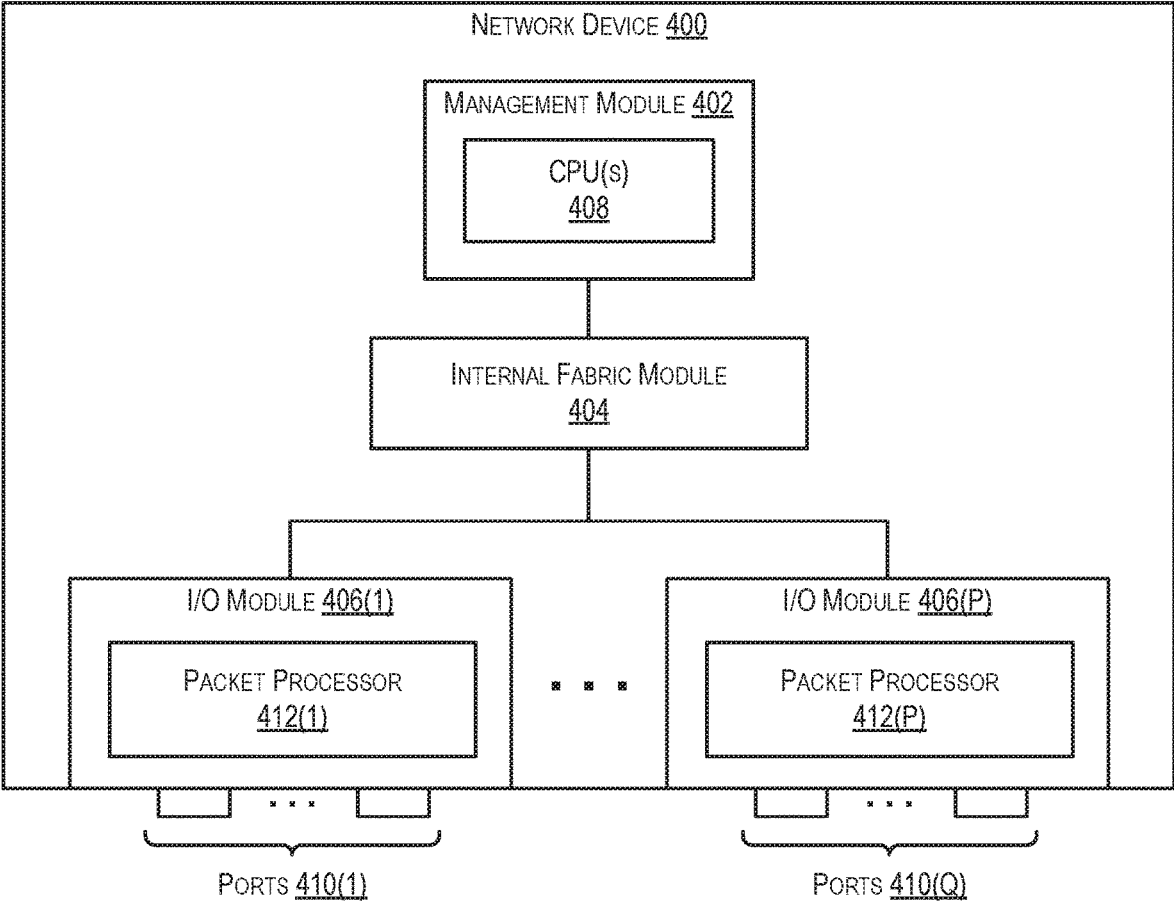 NETWORK DEVICE 400
MANAGEMENT MODULE 402
CPU(S)
408
INTERNAL FABRIC MODULE
404
I/O MODULE 406(1)
I/O MODULE 406(P)
PACKET PROCESSOR
412(1)
PACKET PROCESSOR
412(P)
PORTS 410(1)
PORTS 410(Q)